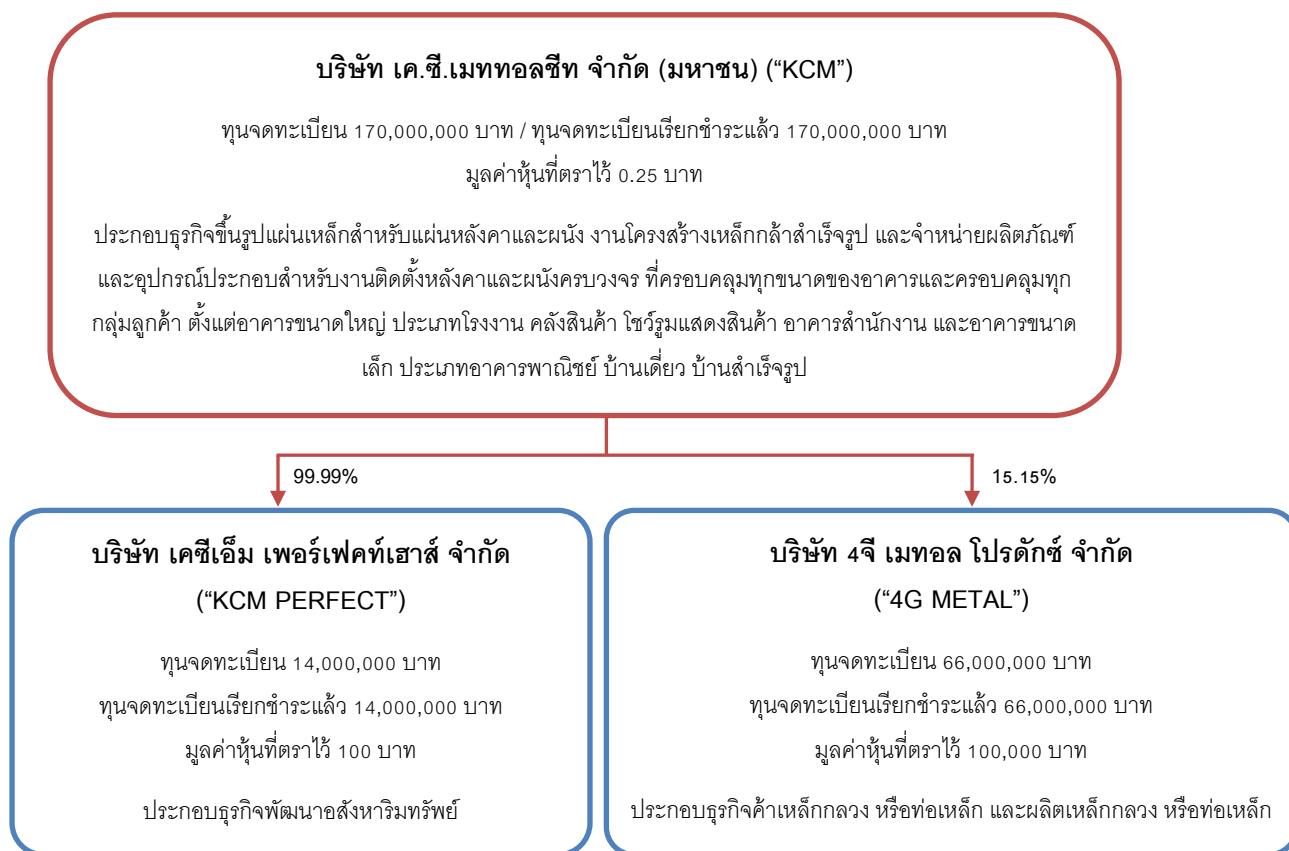 บริษัท เค.ซี.เมททอลชีท จำกัด (มหาชน) (“KCM”)
ทุนจดทะเบียน 170,000,000 บาท / ทุนจดทะเบียนเรียกชำระแล้ว 170,000,000 บาท
มูลค่าหุ้นที่ตราไว้ 0.25 บาท
ประกอบธุรกิจขึ้นรูปแผ่นเหล็กสำหรับแผ่นหลังคาและผนัง งานโครงสร้างเหล็กกล้าสำเร็จรูป และจำหน่ายผลิตภัณฑ์
และอุปกรณ์ประกอบสำหรับงานติดตั้งหลังคาและผนังครบวงจร ที่ครอบคลุมทุกขนาดของอาคารและครอบคลุมทุก
กลุ่มลูกค้า ตั้งแต่อาคารขนาดใหญ่ ประเภทโรงงาน คลังสินค้า โชว์รูมแสดงสินค้า อาคารสำนักงาน และอาคารขนาด
เล็ก ประเภทอาคารพาณิชย์ บ้านเดี่ยว บ้านสำเร็จรูป
99.99%
15.15%
บริษัท เคซีเอ็ม เพอร์เฟคท์เฮาส์ จำกัด
(“KCM PERFECT”)
ทุนจดทะเบียน 14,000,000 บาท
ทุนจดทะเบียนเรียกชำระแล้ว 14,000,000 บาท
มูลค่าหุ้นที่ตราไว้ 100 บาท
ประกอบธุรกิจพัฒนาอสังหาริมทรัพย์
บริษัท 4จี เมทอล โปรดักซ์ จำกัด
(“4G METAL”)
ทุนจดทะเบียน 66,000,000 บาท
ทุนจดทะเบียนเรียกชำระแล้ว 66,000,000 บาท
มูลค่าหุ้นที่ตราไว้ 100,000 บาท
ประกอบธุรกิจค้าเหล็กกลวง หรือท่อเหล็ก และผลิตเหล็กกลวง หรือท่อเหล็ก